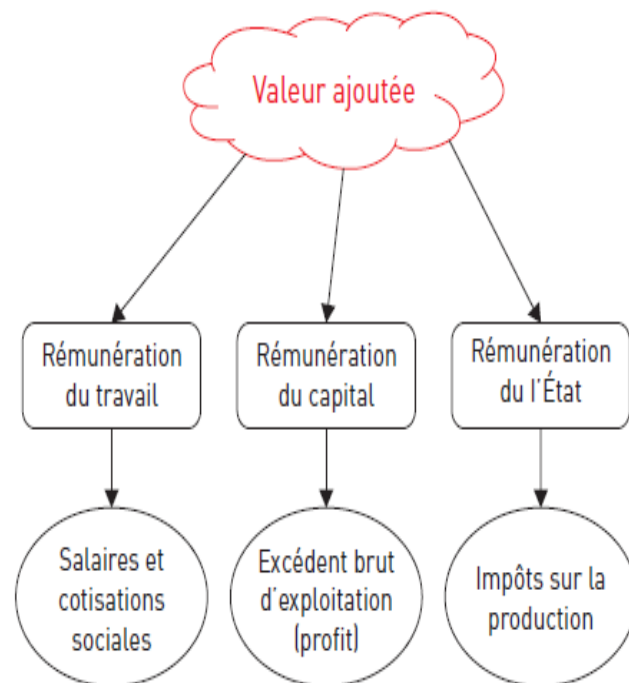 Valeur ajoutée
Rémunération
du travail
Rémunération
du capital
Rémunération
du l'État
Salaires et
cotisations
sociales
Excédent brut
d'exploitation
(profit)
Impôts sur la
production